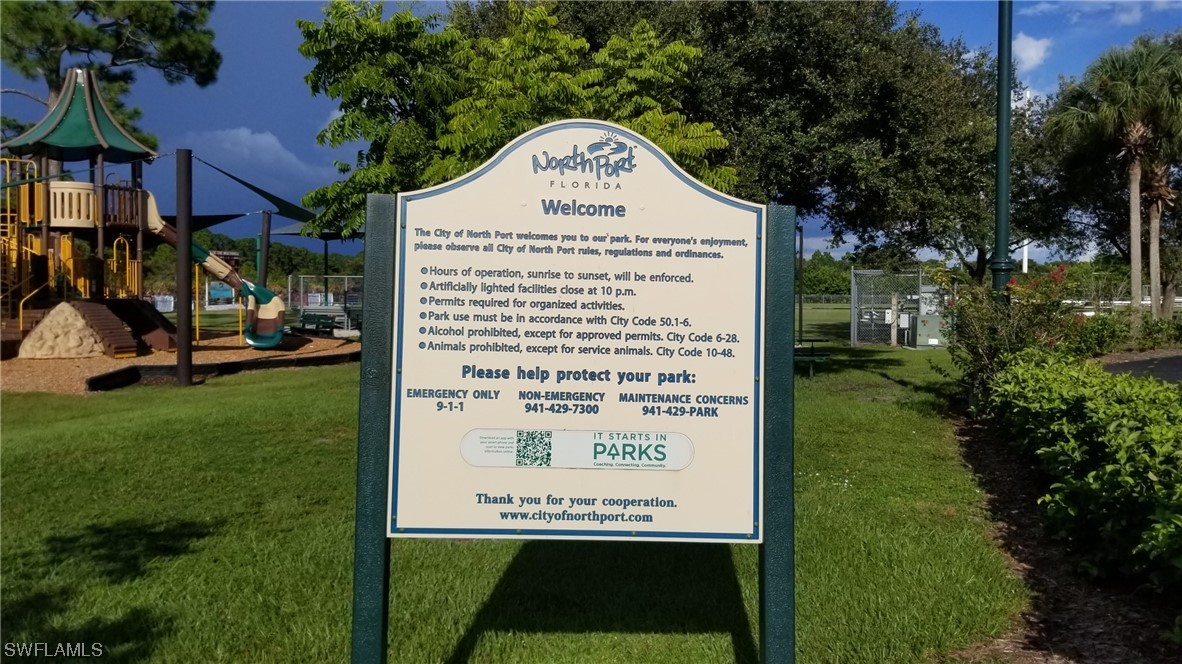 North Port
FLORIDA
Welcome
The City of North Port welcomes you to our park. For everyone's enjoyment,
please observe all City of North Port rules, regulations and ordinances.
Hours of operation, sunrise to sunset, will be enforced.
Artificially lighted facilities close at 10 p.m.
Permits required for organized activities.
Park use must be in accordance with City Code 50.1-6.
Alcohol prohibited, except for approved permits. City Code 6-28.
Animals prohibited, except for service animals. City Code 10-48.
Please help protect your park:
EMERGENCY ONLY NON-EMERGENCY MAINTENANCE CONCERNS
9-1-1 941-429-7300 941-429-PARK
IT STARTS IN
PARKS
Coaching. Connecting. Community.
Thank you for your cooperation.
www.cityofnorthport.com
SWFLAMLS